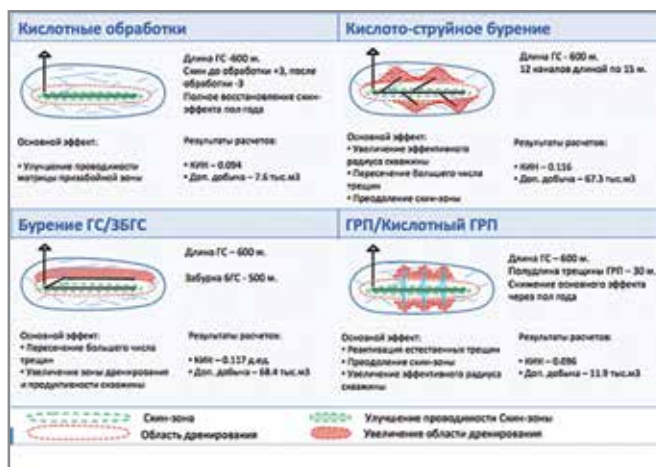 Кислотные обработки
Длина ГС -600 м.
Скин до обработки +3, после
обработки -3
Полное восстановление скин-
эффекта пол года
Основной эффект:
• Улучшение проводимости
матрицы призабойной зоны
Результаты расчетов:
• КИН – 0.094
• Доп. добыча – 7.6 тыс.м3
Кислото-струйное бурение
Длина ГС - 600 м.
12 каналов длиной по 15 м.
Основной эффект:
• Увеличение эффективного
радиуса скважины
• Пересечение большего числа
трещин
• Преодоление скин-зоны
Результаты расчетов:
• КИН – 0.116
• Доп. добыча – 67.3 тыс.м3
Бурение ГС/ЗБГС
Длина ГС – 600 м.
Забурка БГС - 500 м.
Основной эффект:
• Пересечение большего числа
трещин
• Увеличение зоны дренирования
и продуктивности скважины
Результаты расчетов:
• КИН – 0.117 д.ед.
• Доп. добыча – 68.4 тыс.м3
ГРП/Кислотный ГРП
Длина ГС – 600 м.
Полудлина трещины ГРП – 30 м.
Снижение основного эффекта
через пол года
Основной эффект:
• Реактивация естественных трещин
• Преодоление скин-зоны
• Увеличение эффективного радиуса
скважины
Результаты расчетов:
• КИН – 0.096
• Доп. добыча – 11.9 тыс.м3
Скин-зона
Область дренирования
Улучшение проводимости Скин-зоны
Увеличение области дренирования